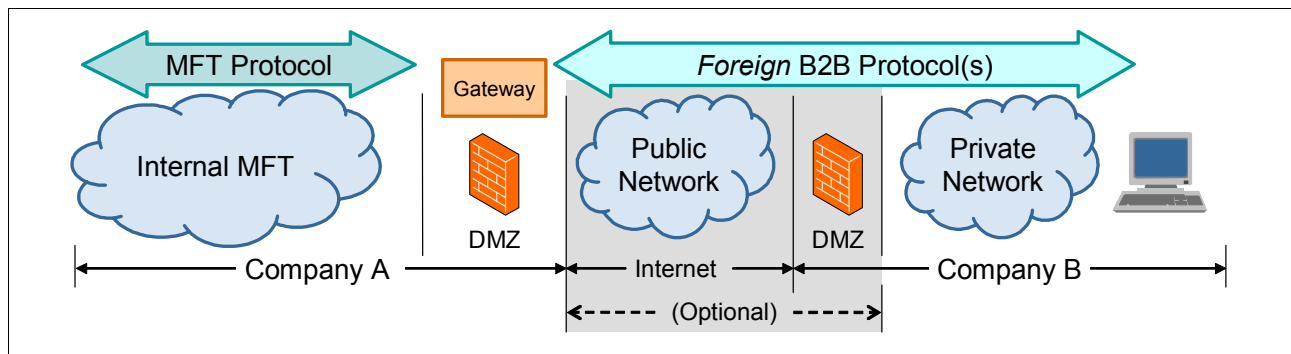 MFT Protocol
Foreign B2B Protocol(s)
Gateway
Internal MFT
Public
Network
Private
Network
DMZ
DMZ
Company A
Internet
Company B
(Optional)